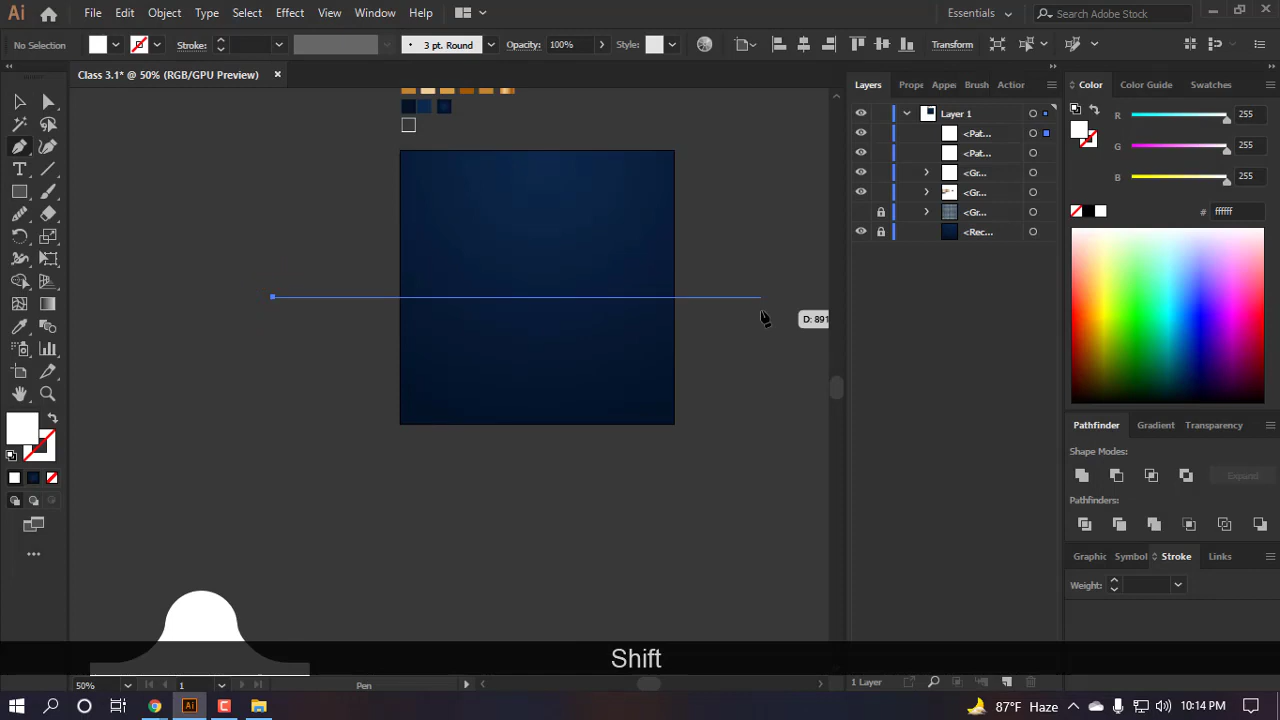 Ai File Edit Object Type Select Effect View Window Help Essentials Search Adobe Stock
No Selection Stroke: 3 pt. Round Opacity: 100% Style: Transform
Class 3.1* @ 50% (RGB/GPU Preview) × Layers Prope Appea Brush Action Color Color Guide Swatches
Layer 1
<Pat...
<Pat...
<Gr...
<Gr...
<Gr...
<Rec...
R 255
G 255
B 255
# ffffff
D: 891
Pathfinder Gradient Transparency
Shape Modes:
Expand
Pathfinders:
Graphic Symbol Stroke Links
Weight:
Shift
50% 1 Pen 1 Layer
Ai 87°F Haze 10:14 PM